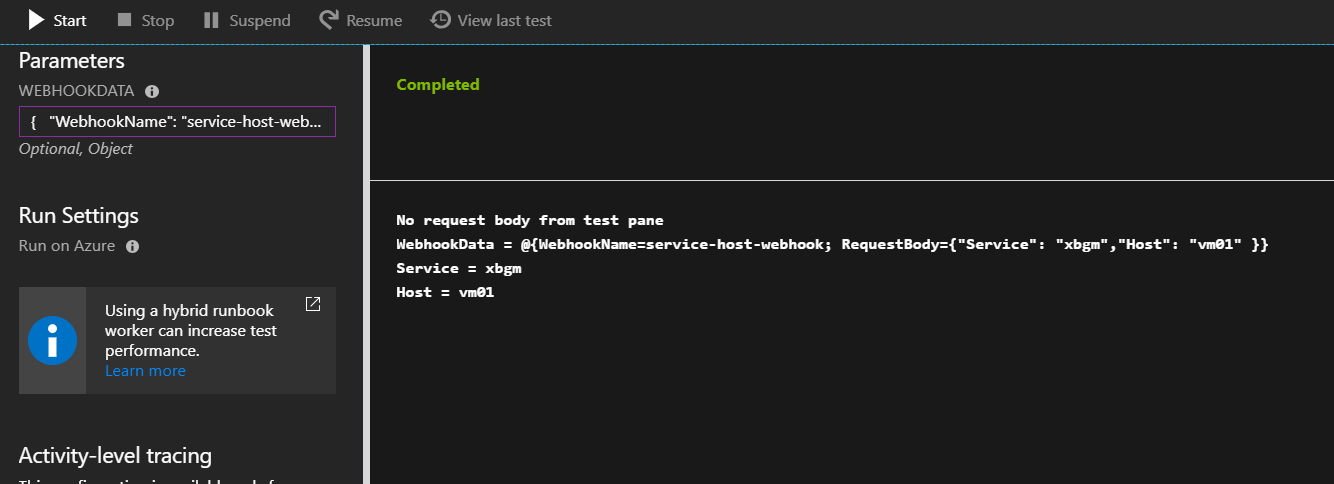 Start Stop Suspend Resume View last test
Parameters
WEBHOOKDATA
{ "WebhookName": "service-host-web...
Optional, Object
Run Settings
Run on Azure
Using a hybrid runbook
worker can increase test
performance.
Learn more
Activity-level tracing
Completed
No request body from test pane
WebhookData = @{WebhookName=service-host-webhook; RequestBody={"Service": "xbgm","Host": "vm01" }}
Service = xbgm
Host = vm01